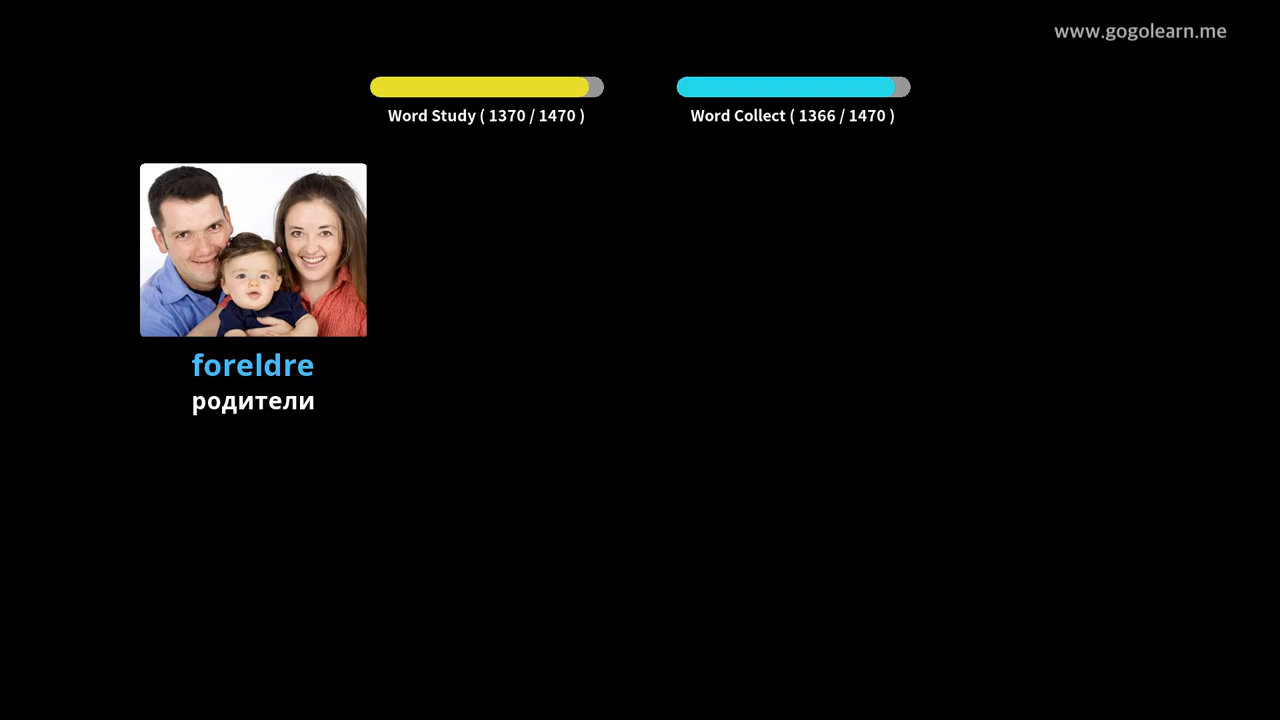 www.gogolearn.me
Word Study ( 1370 / 1470 )
Word Collect ( 1366 / 1470 )
foreldre
родители